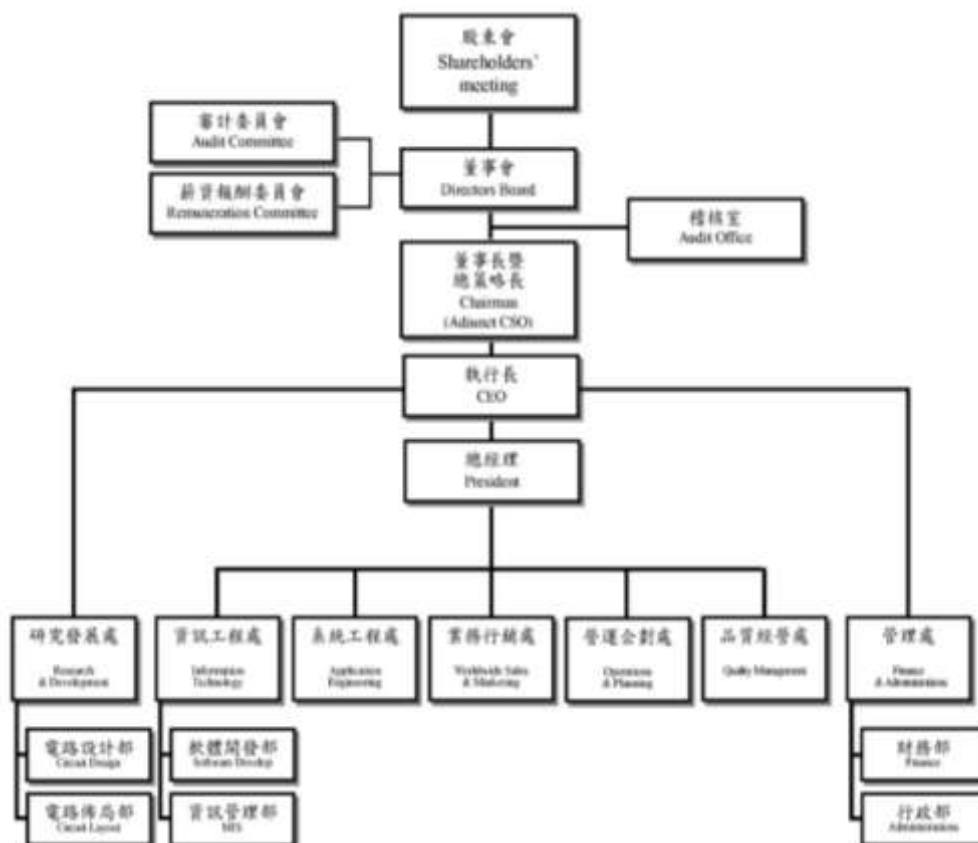 股東會
Shareholders'
meeting
審計委員會
Audit Committee
董事會
Directors Board
薪資報酬委員會
Remuneration Committee
稽核室
Audit Office
董事長暨
總策略長
Chairman
(Adjunct CSO)
執行長
CEO
總經理
President
研究發展處
Research
& Development
資訊工程處
Information
Technology
系統工程處
Application
Engineering
業務行銷處
Worldwide Sales
& Marketing
營運企劃處
Operations
& Planning
品質經營處
Quality Management
管理處
Finance
& Administration
電路設計部
Circuit Design
軟體開發部
Software Develop
財務部
Finance
電路佈局部
Circuit Layout
資訊管理部
MIS
行政部
Administration